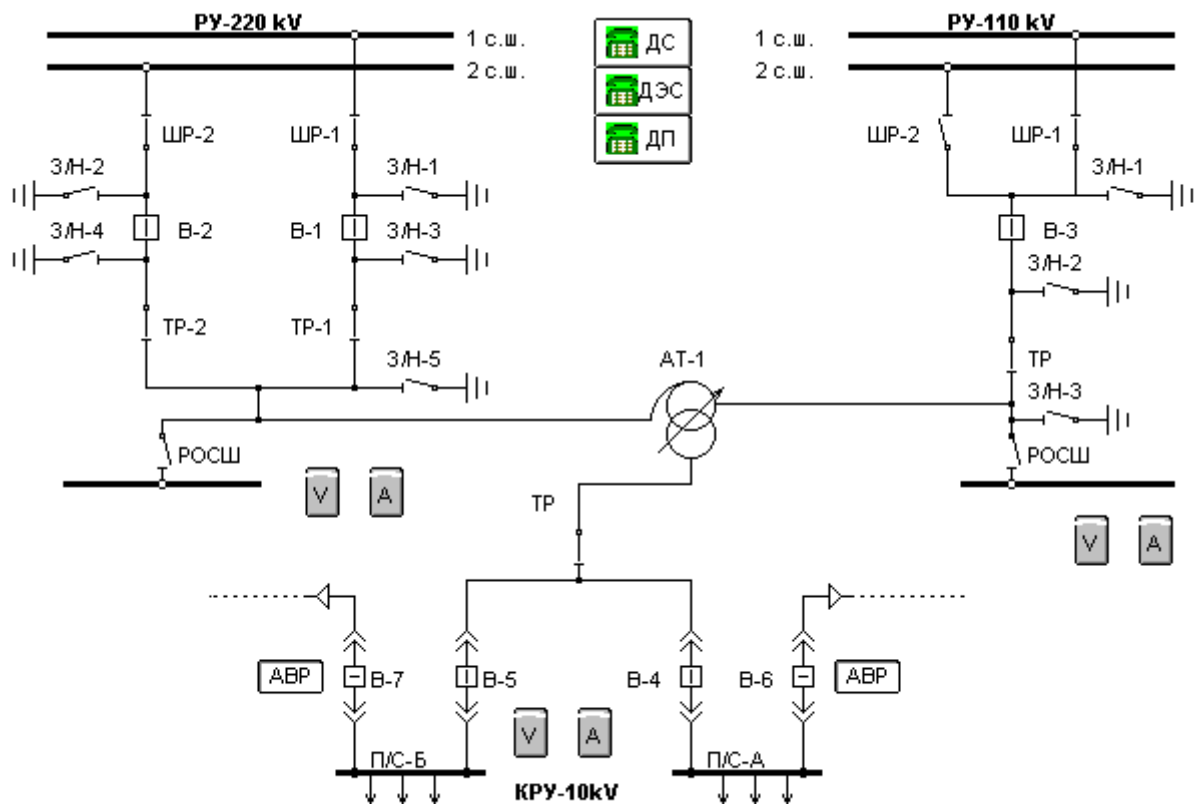 РУ-220 kV
РУ-110 kV
1 с.ш.
2 с.ш.
ДС
ДЭС
ДП
1 с.ш.
2 с.ш.
ШР-2
ШР-1
ШР-2
ШР-1
З/Н-2
З/Н-1
З/Н-1
З/Н-4
В-2
В-1
З/Н-3
В-3
З/Н-2
ТР-2
ТР-1
З/Н-5
АТ-1
ТР
З/Н-3
РОСШ
РОСШ
V
A
ТР
V
A
АВР
В-7
В-5
В-4
В-6
АВР
V
A
П/С-Б
П/С-А
КРУ-10kV